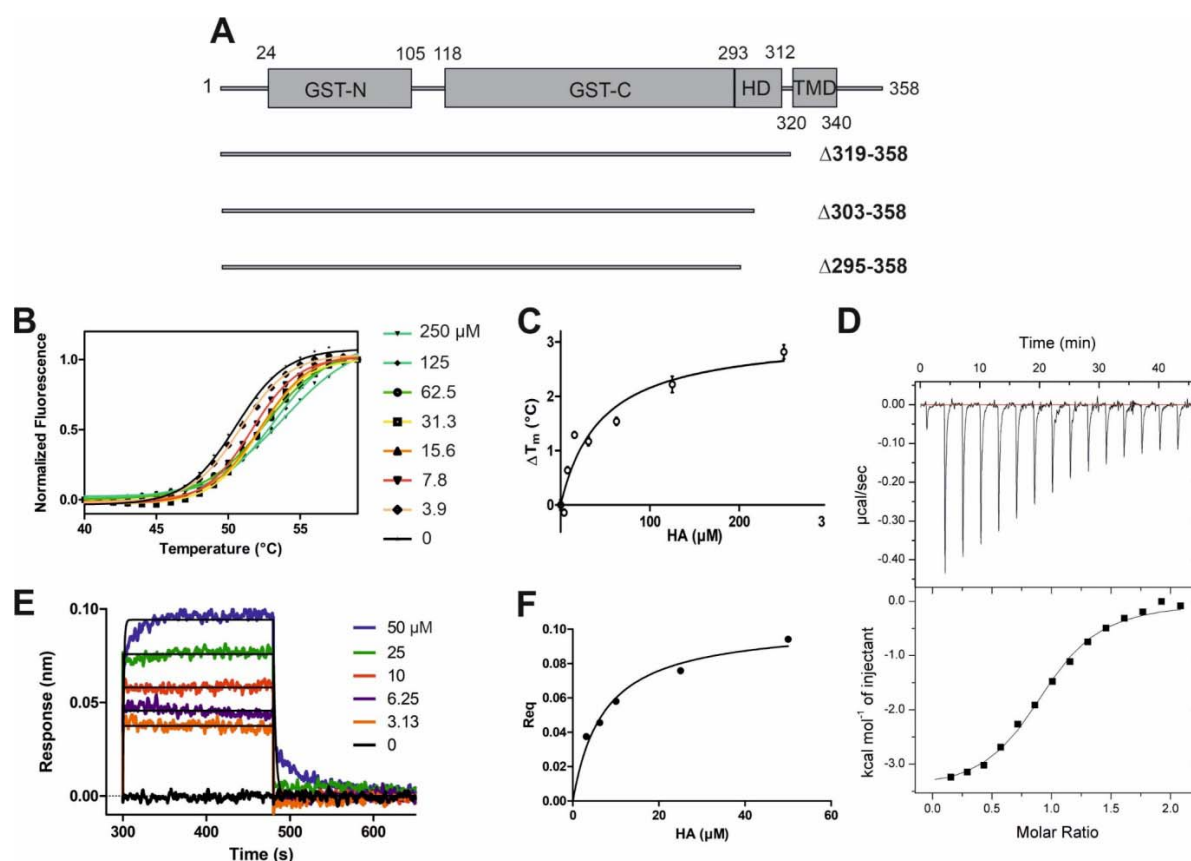 A
24 105 118 293 312
1 GST-N GST-C HD TMD 358
320 340
Δ319-358
Δ303-358
Δ295-358
B
Normalized Fluorescence
1.0
0.5
0.0
40 45 50 55
Temperature (°C)
250 µM
125
62.5
31.3
15.6
7.8
3.9
0
C
Δ Tm (°C)
3
2
1
0
100 200 3
HA (µM)
D
Time (min)
0 10 20 30 40
0.00
-0.10
-0.20
-0.30
-0.40
µcal/sec
0.0
-1.0
-2.0
-3.0
kcal mol-1 of injectant
0.0 0.5 1.0 1.5 2.0
Molar Ratio
E
Response (nm)
0.10
0.05
0.00
300 400 500 600
Time (s)
50 µM
25
10
6.25
3.13
0
F
Req
0.10
0.08
0.06
0.04
0.02
0.00
0 20 40 60
HA (µM)